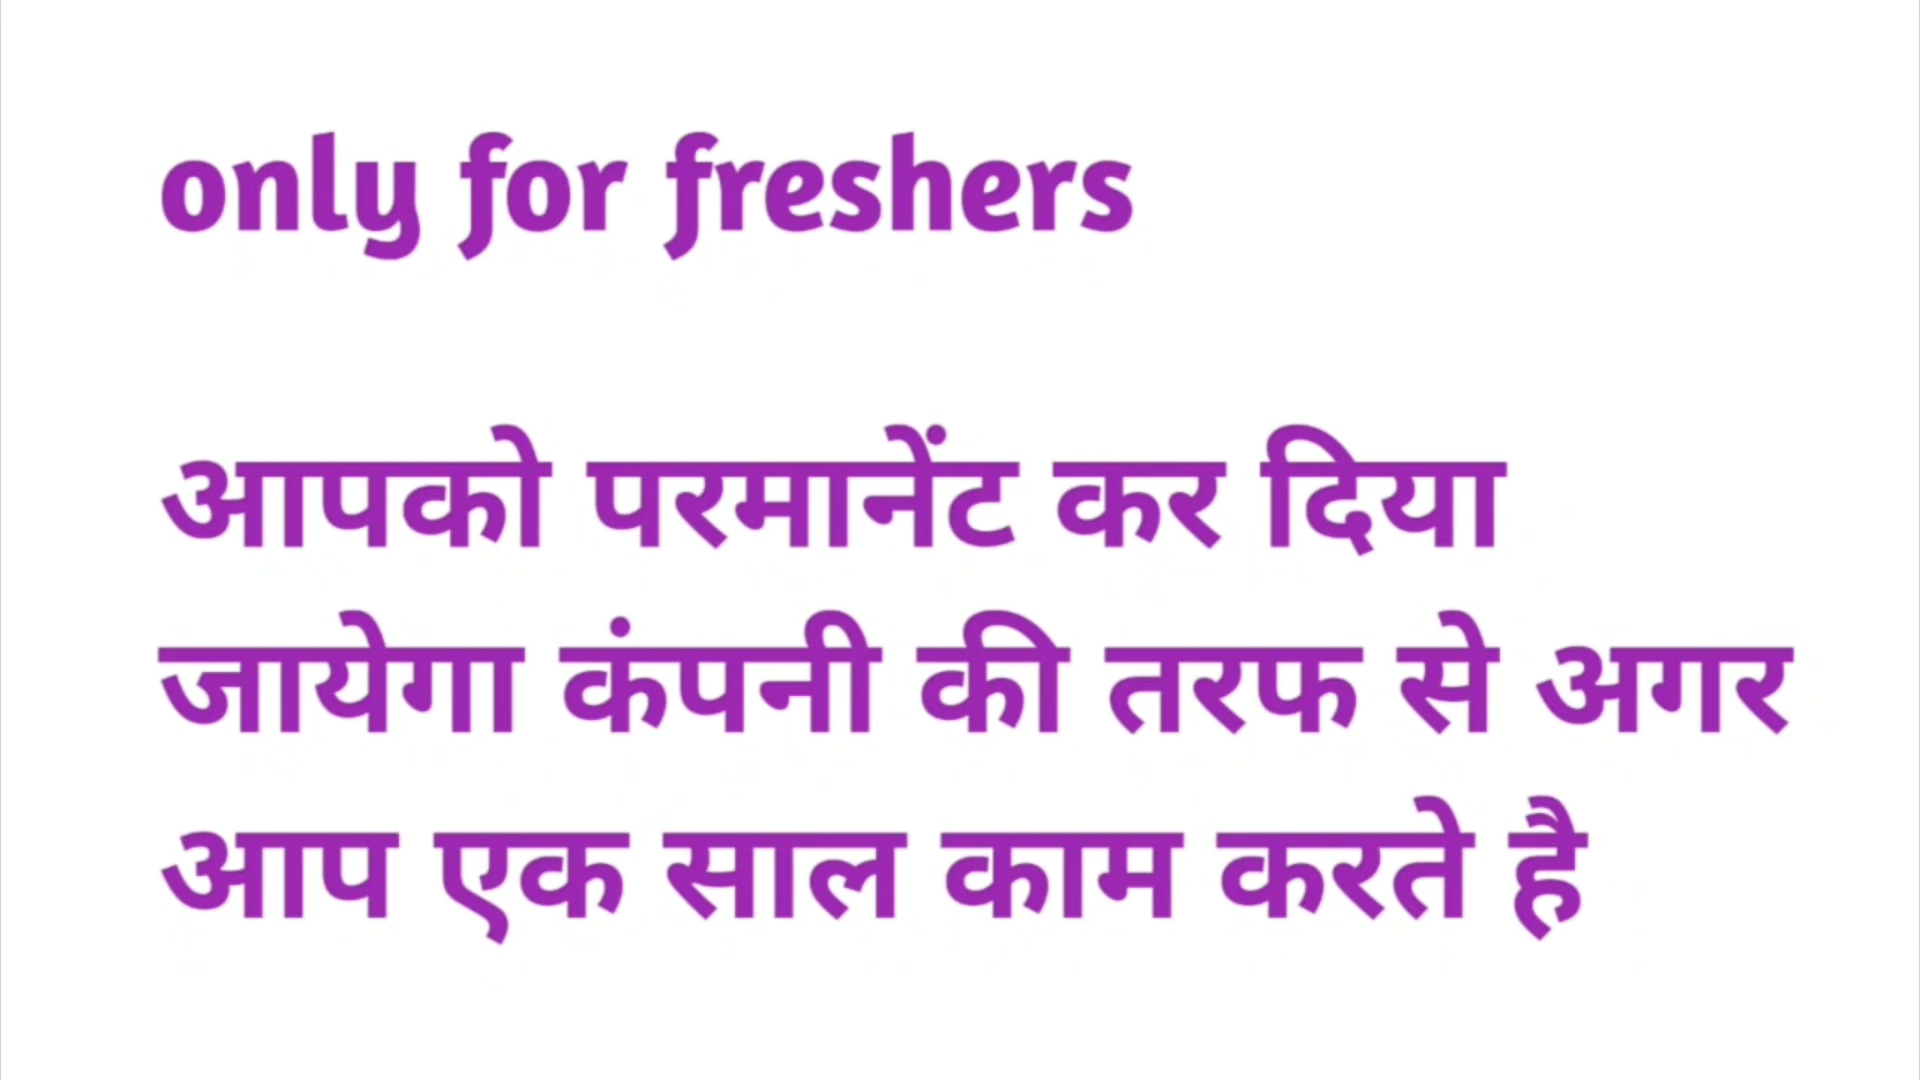 only for freshers
आपको परमानेंट कर दिया
जायेगा कंपनी की तरफ से अगर
आप एक साल काम करते है